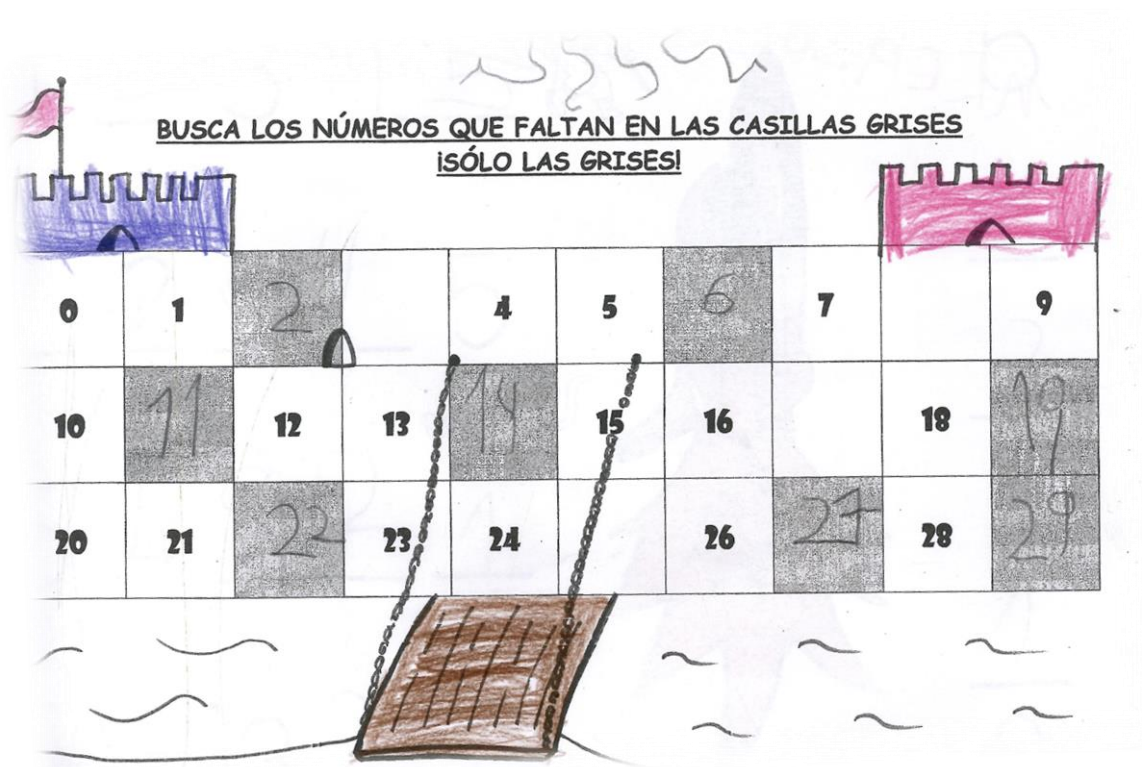 BUSCA LOS NÚMEROS QUE FALTAN EN LAS CASILLAS GRISES
¡SÓLO LAS GRISES!
0 1 2 4 5 6 7 9
10 11 12 13 14 15 16 18 19
20 21 22 23 24 26 27 28 29